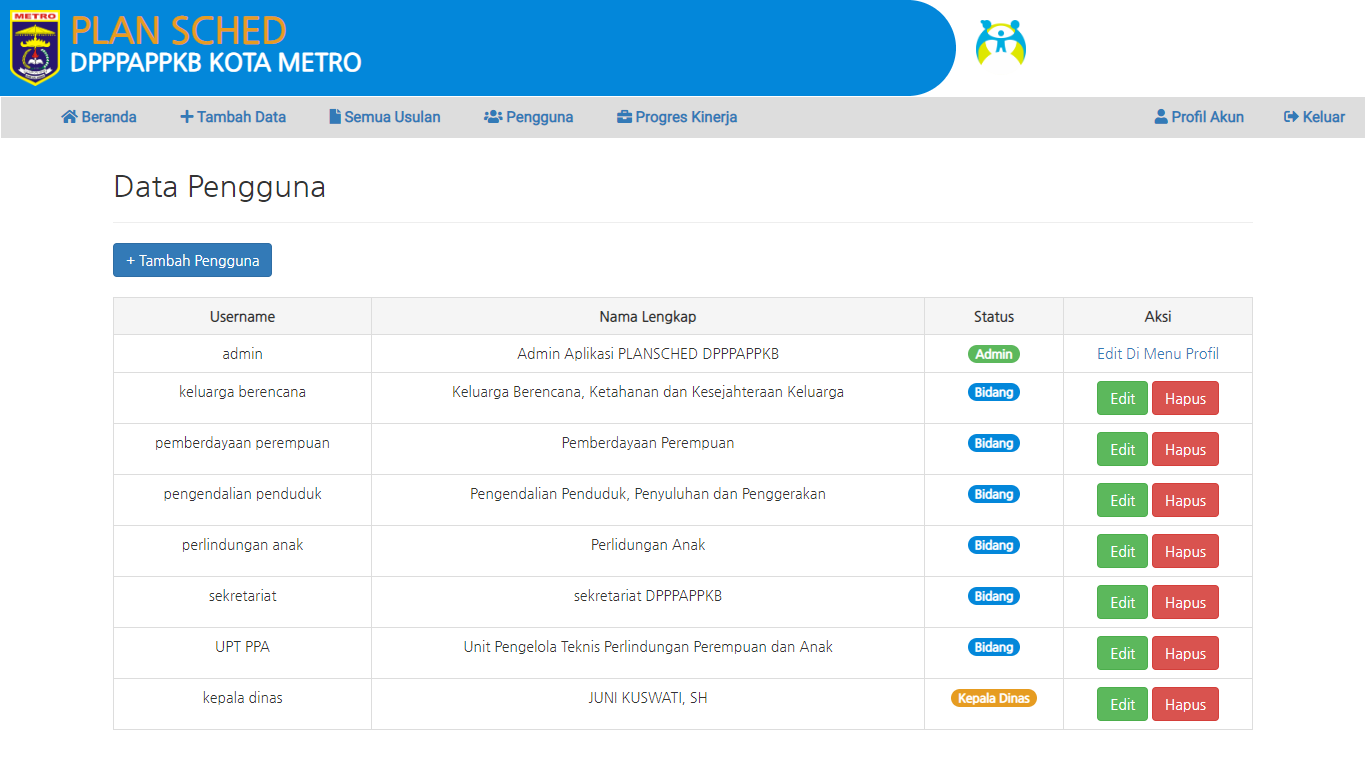 METRO
PLAN SCHED
DPPPAPPKB KOTA METRO
Beranda
Tambah Data
Semua Usulan
Pengguna
Progres Kinerja
Profil Akun
Keluar
Data Pengguna
+ Tambah Pengguna
Username Nama Lengkap Status Aksi
admin Admin Aplikasi PLANSCHED DPPPAPPKB Admin Edit Di Menu Profil
keluarga berencana Keluarga Berencana, Ketahanan dan Kesejahteraan Keluarga Bidang Edit Hapus
pemberdayaan perempuan Pemberdayaan Perempuan Bidang Edit Hapus
pengendalian penduduk Pengendalian Penduduk, Penyuluhan dan Penggerakan Bidang Edit Hapus
perlindungan anak Perlidungan Anak Bidang Edit Hapus
sekretariat sekretariat DPPPAPPKB Bidang Edit Hapus
UPT PPA Unit Pengelola Teknis Perlindungan Perempuan dan Anak Bidang Edit Hapus
kepala dinas JUNI KUSWATI, SH Kepala Dinas Edit Hapus